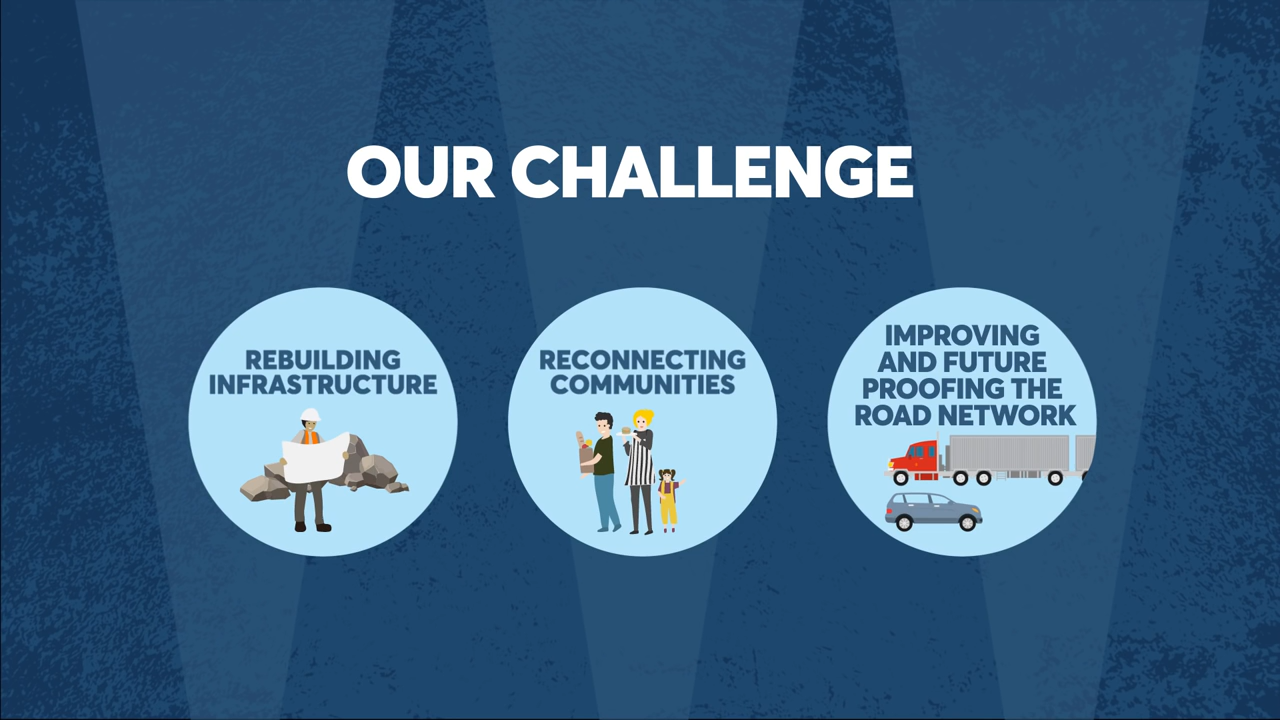 OUR CHALLENGE
REBUILDING
INFRASTRUCTURE
RECONNECTING
COMMUNITIES
IMPROVING
AND FUTURE
PROOFING THE
ROAD NETWORK